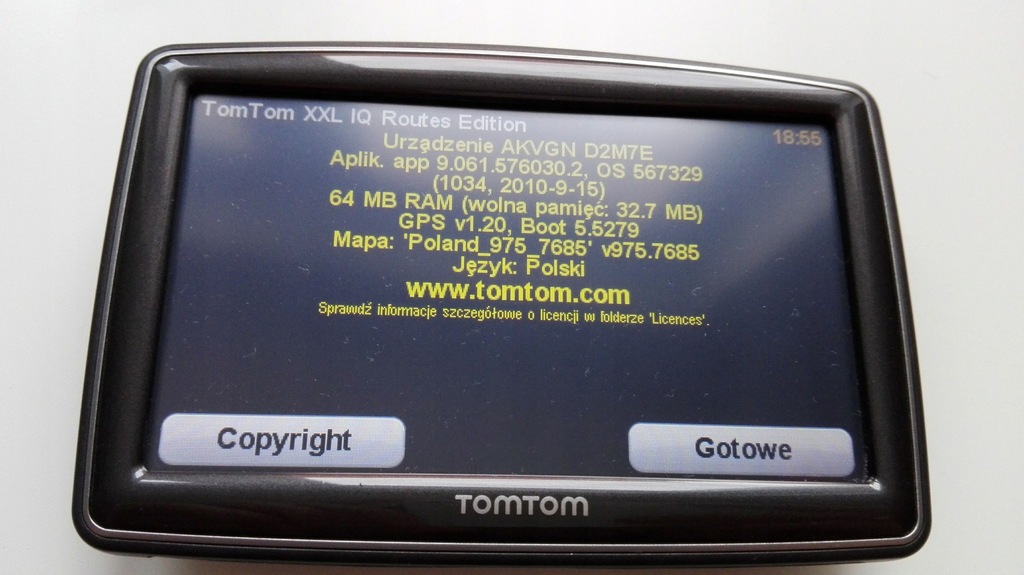 TomTom XXL IQ Routes Edition
18:55
Urządzenie AKVGN D2M7E
Aplik. app 9.061.576030.2, OS 567329
(1034, 2010-9-15)
64 MB RAM (wolna pamięć: 32.7 MB)
GPS v1.20, Boot 5.5279
Mapa: 'Poland_975_7685' v975.7685
Język: Polski
www.tomtom.com
Sprawdź informacje szczegółowe o licencji w folderze 'Licences'.
Copyright
Gotowe
TOMTOM